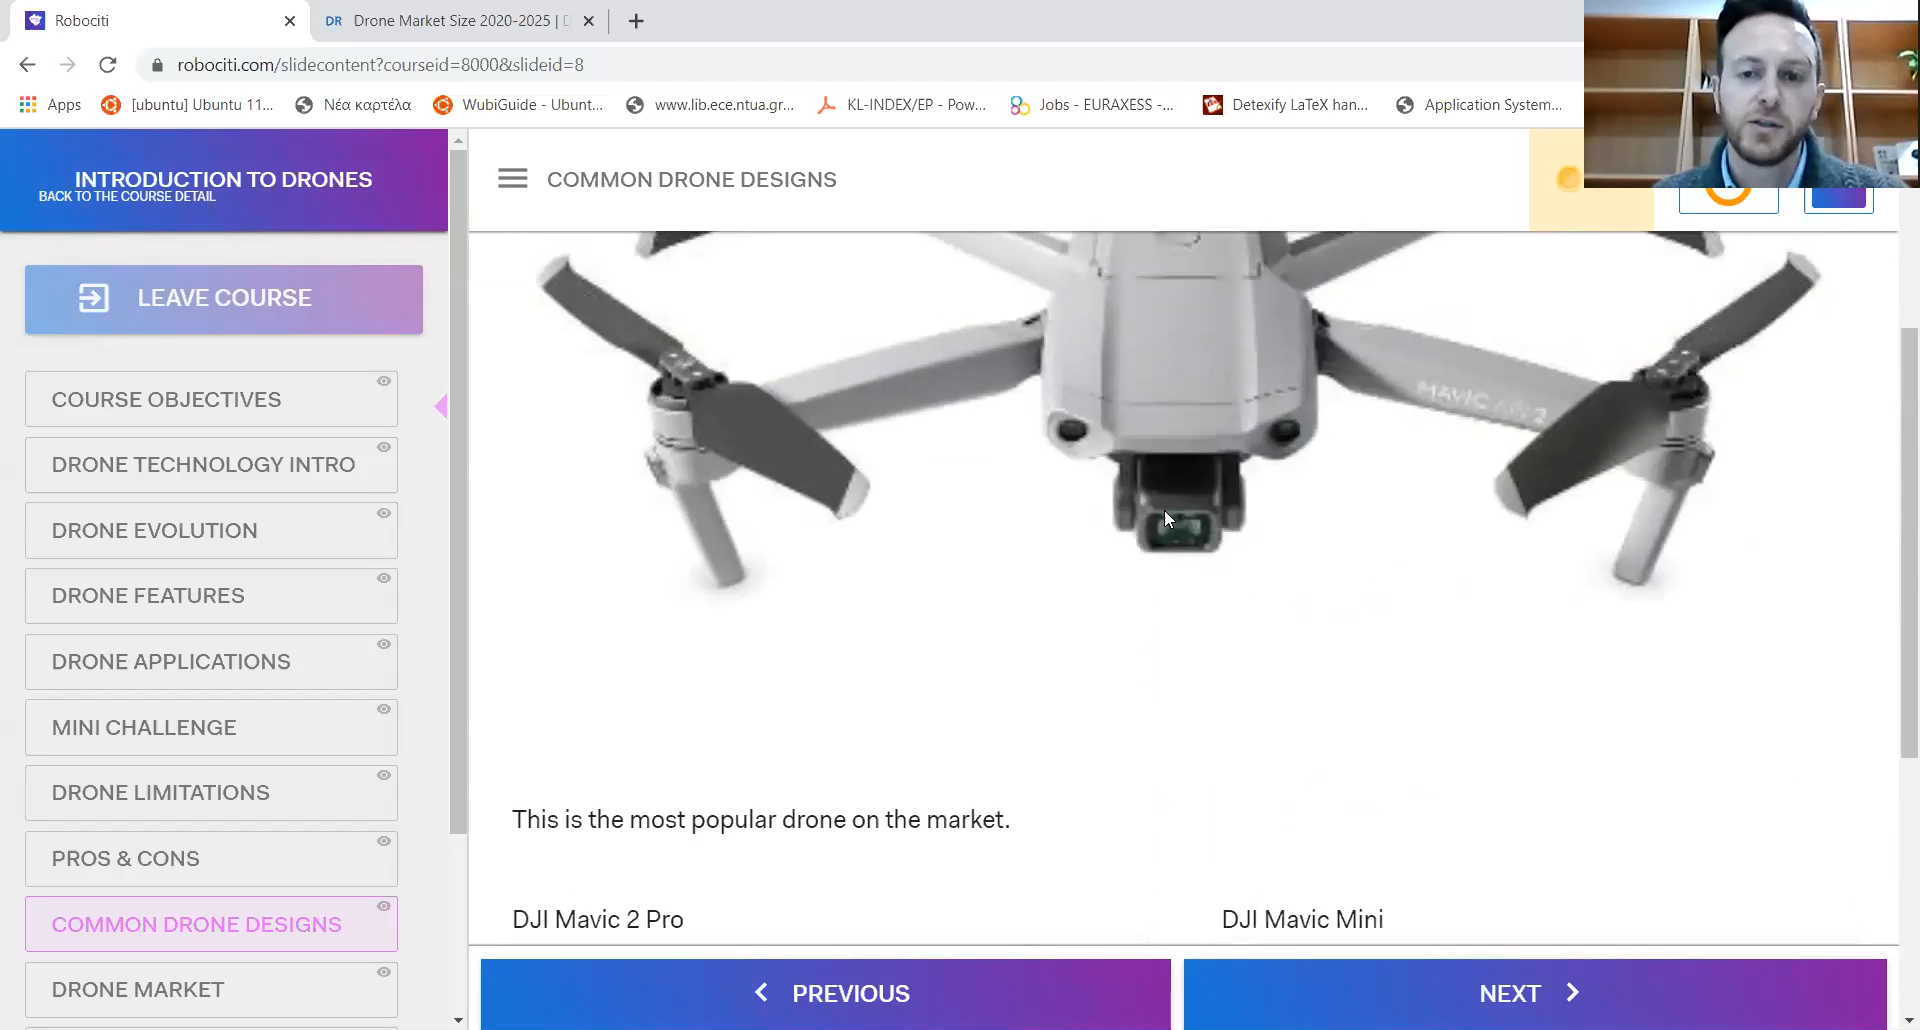 Robociti
DR Drone Market Size 2020-2025 |
robociti.com/slidecontent?courseid=8000&slideid=8
Apps
[ubuntu] Ubuntu 11...
Νέα καρτέλα
WubiGuide - Ubunt...
www.lib.ece.ntua.gr...
KL-INDEX/EP - Pow...
Jobs - EURAXESS -...
Detexify LaTeX han...
Application System...
INTRODUCTION TO DRONES
BACK TO THE COURSE DETAIL
LEAVE COURSE
COURSE OBJECTIVES
DRONE TECHNOLOGY INTRO
DRONE EVOLUTION
DRONE FEATURES
DRONE APPLICATIONS
MINI CHALLENGE
DRONE LIMITATIONS
PROS & CONS
COMMON DRONE DESIGNS
DRONE MARKET
COMMON DRONE DESIGNS
MAVIC AIR 2
This is the most popular drone on the market.
DJI Mavic 2 Pro
DJI Mavic Mini
PREVIOUS
NEXT